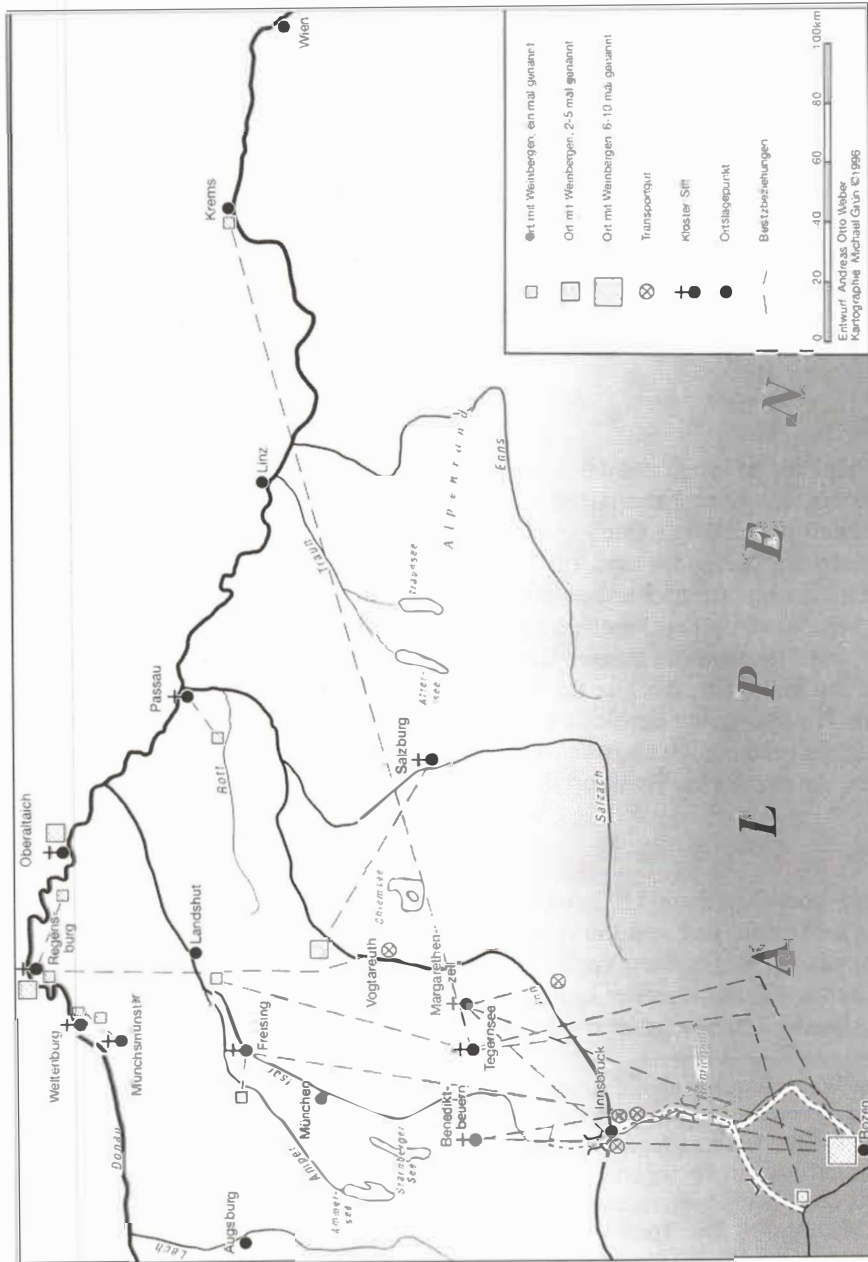 Wien
Krems
Linz
Passau
Oberaltaich
Regens-
burg
Weltenburg
Münchsmünster
Donau
Landshut
Freising
Isar
München
Amper
Augsburg
Lech
Ammer-
see
Starnberger
See
Rott
Traun
Traunsee
Atter-
see
Alpenrand
Enns
Salzburg
Salzach
Chiemsee
Vogtareuth
Margarethen-
zell
Inn
Tegernsee
Benedikt-
beuern
Innsbruck
Bozen
ALPEN
Ort mit Weinbergen, ein mal genannt
Ort mit Weinbergen, 2-5 mal genannt
Ort mit Weinbergen 6-10 mal genannt
Transportgut
Kloster Stift
Ortslagepunkt
Besitzbeziehungen
0 20 40 60 80 100km
Entwurf Andreas Otto Weber
Kartographie Michael Grün ©1996